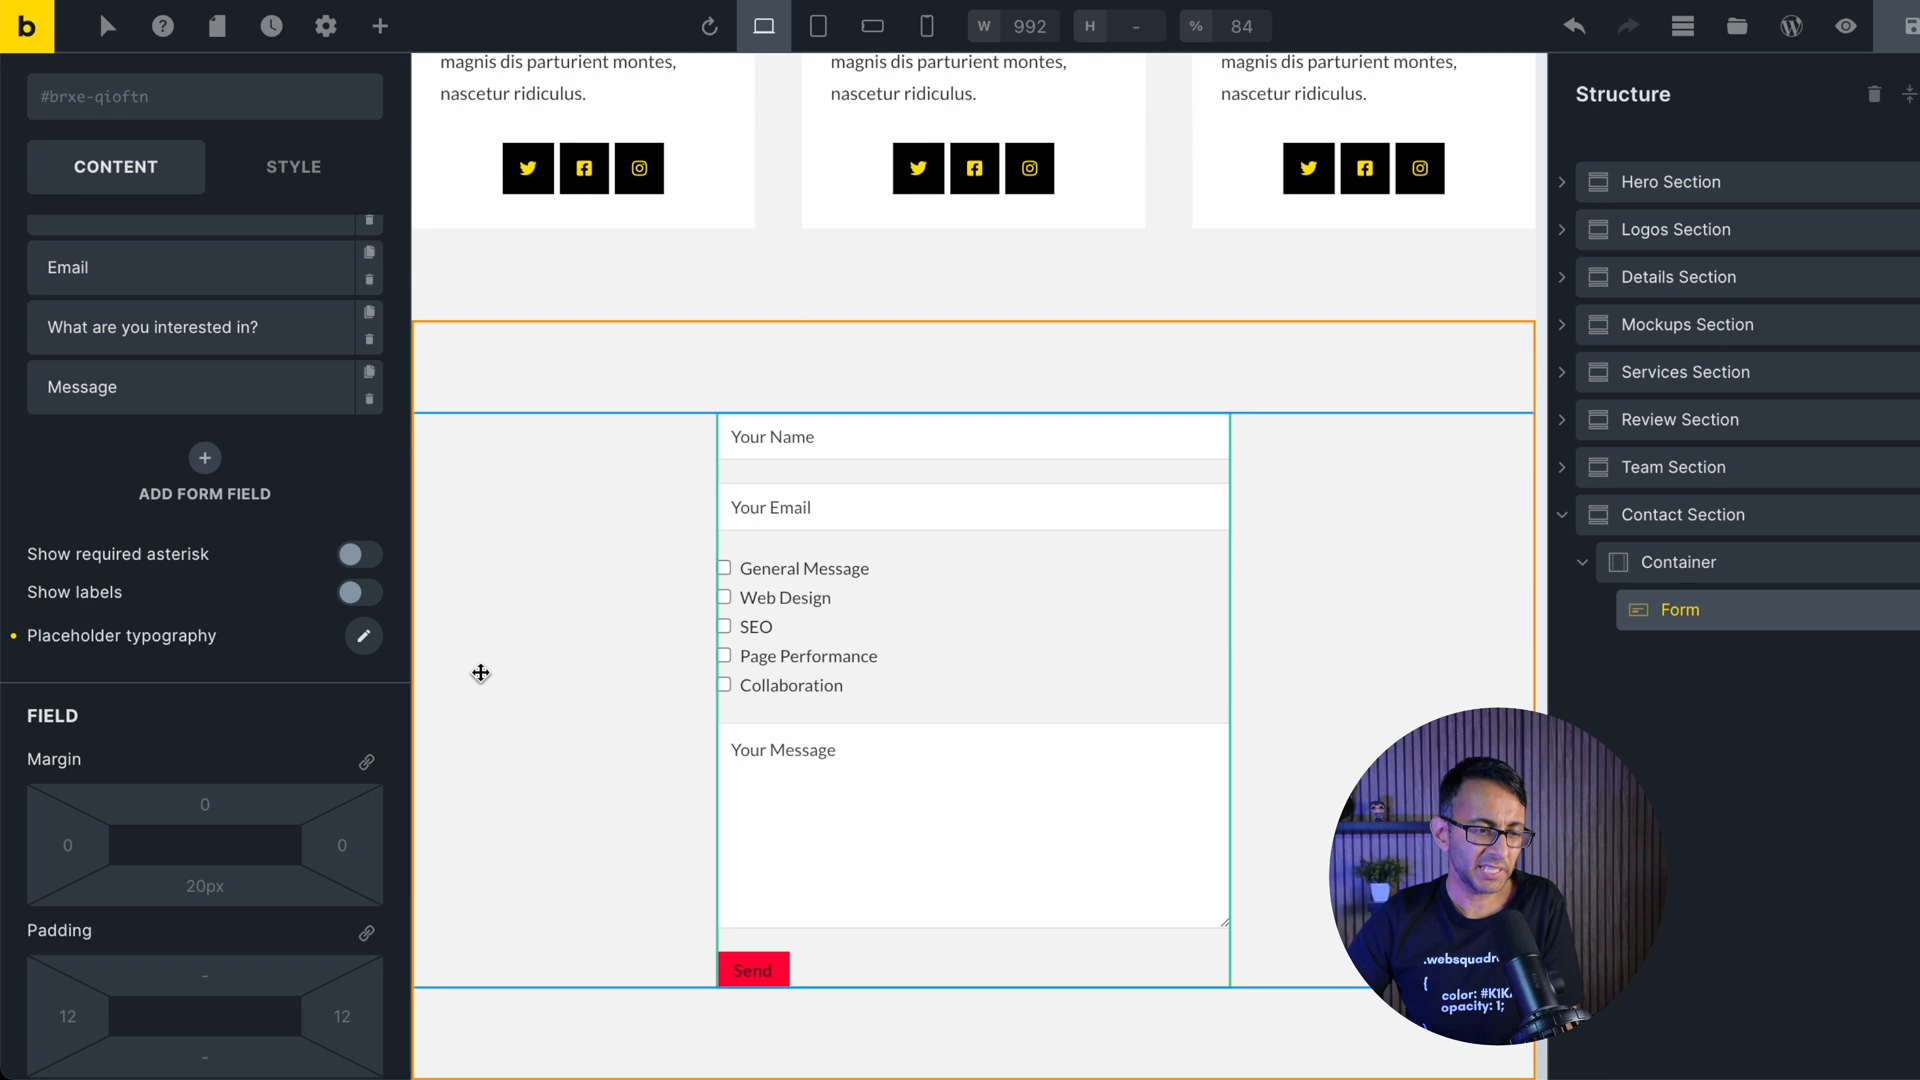 b
W 992
H -
% 84
#brxe-qioftn
CONTENT
STYLE
Email
What are you interested in?
Message
ADD FORM FIELD
Show required asterisk
Show labels
Placeholder typography
FIELD
Margin
0
0
0
20px
Padding
-
12
12
-
magnis dis parturient montes,
nascetur ridiculus.
magnis dis parturient montes,
nascetur ridiculus.
magnis dis parturient montes,
nascetur ridiculus.
Your Name
Your Email
General Message
Web Design
SEO
Page Performance
Collaboration
Your Message
Send
Structure
Hero Section
Logos Section
Details Section
Mockups Section
Services Section
Review Section
Team Section
Contact Section
Container
Form
{
opacity: 1;